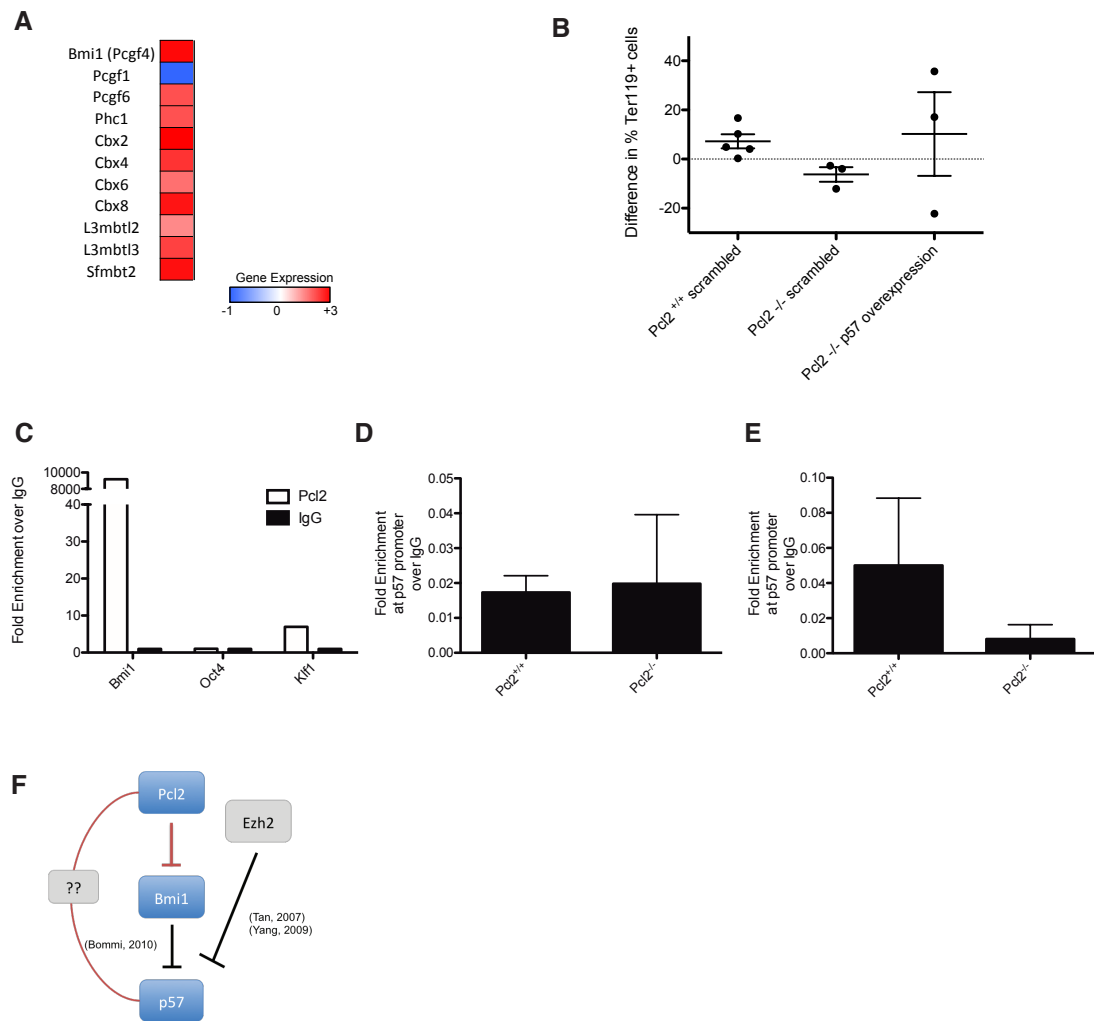 A
Bmi1 (Pcgf4)
Pcgf1
Pcgf6
Phc1
Cbx2
Cbx4
Cbx6
Cbx8
L3mbtl2
L3mbtl3
Sfmbt2
Gene Expression
-1 0 +3
B
Difference in % Ter119+ cells
40
20
0
-20
Pcl2+/+ scrambled
Pcl2 -/- scrambled
Pcl2 -/- p57 overexpression
C
Fold Enrichment over IgG
10000
8000
40
30
20
10
0
Pcl2
IgG
Bmi1
Oct4
Klf1
D
Fold Enrichment
at p57 promoter
over IgG
0.05
0.04
0.03
0.02
0.01
0.00
Pcl2+/+
Pcl2-/-
E
Fold Enrichment
at p57 promoter
over IgG
0.10
0.08
0.06
0.04
0.02
0.00
Pcl2+/+
Pcl2-/-
F
Pcl2
Ezh2
??
Bmi1
(Tan, 2007)
(Yang, 2009)
(Bommi, 2010)
p57